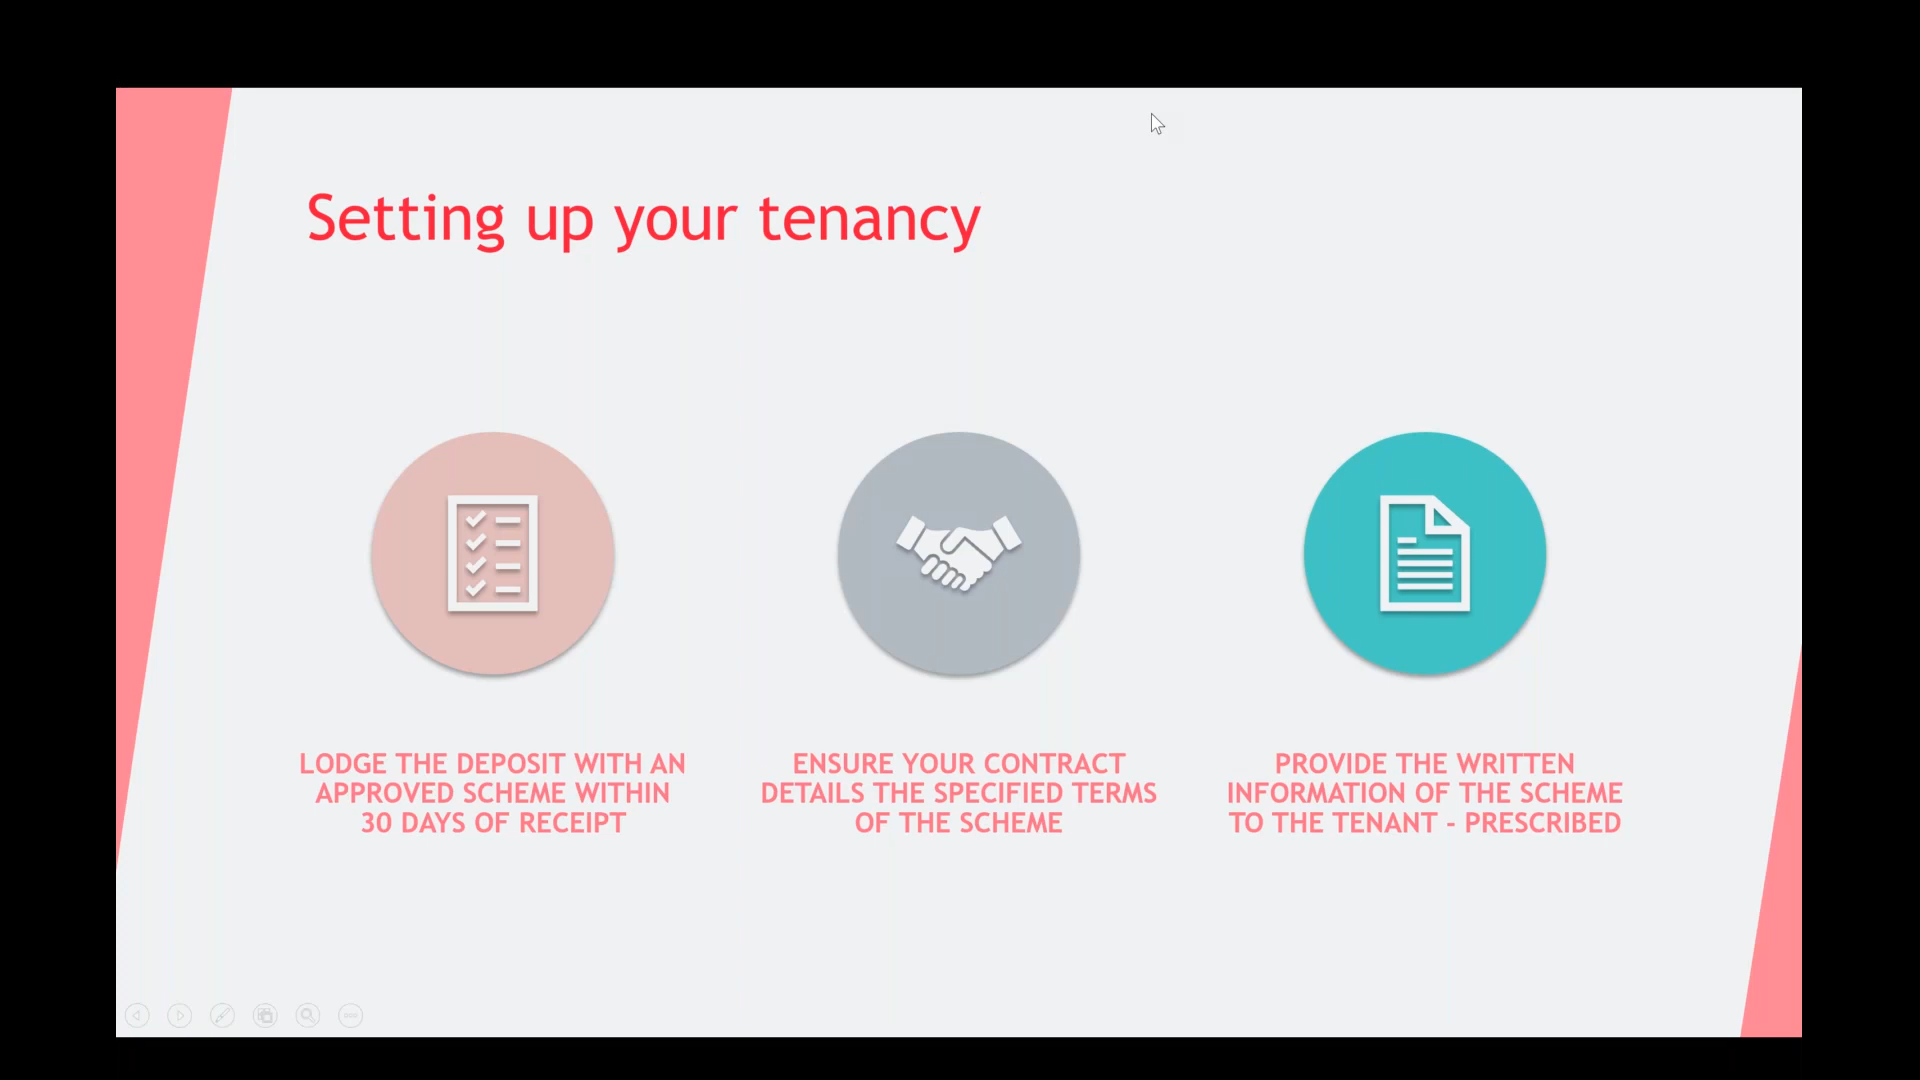 Setting up your tenancy
LODGE THE DEPOSIT WITH AN
APPROVED SCHEME WITHIN
30 DAYS OF RECEIPT
ENSURE YOUR CONTRACT
DETAILS THE SPECIFIED TERMS
OF THE SCHEME
PROVIDE THE WRITTEN
INFORMATION OF THE SCHEME
TO THE TENANT - PRESCRIBED